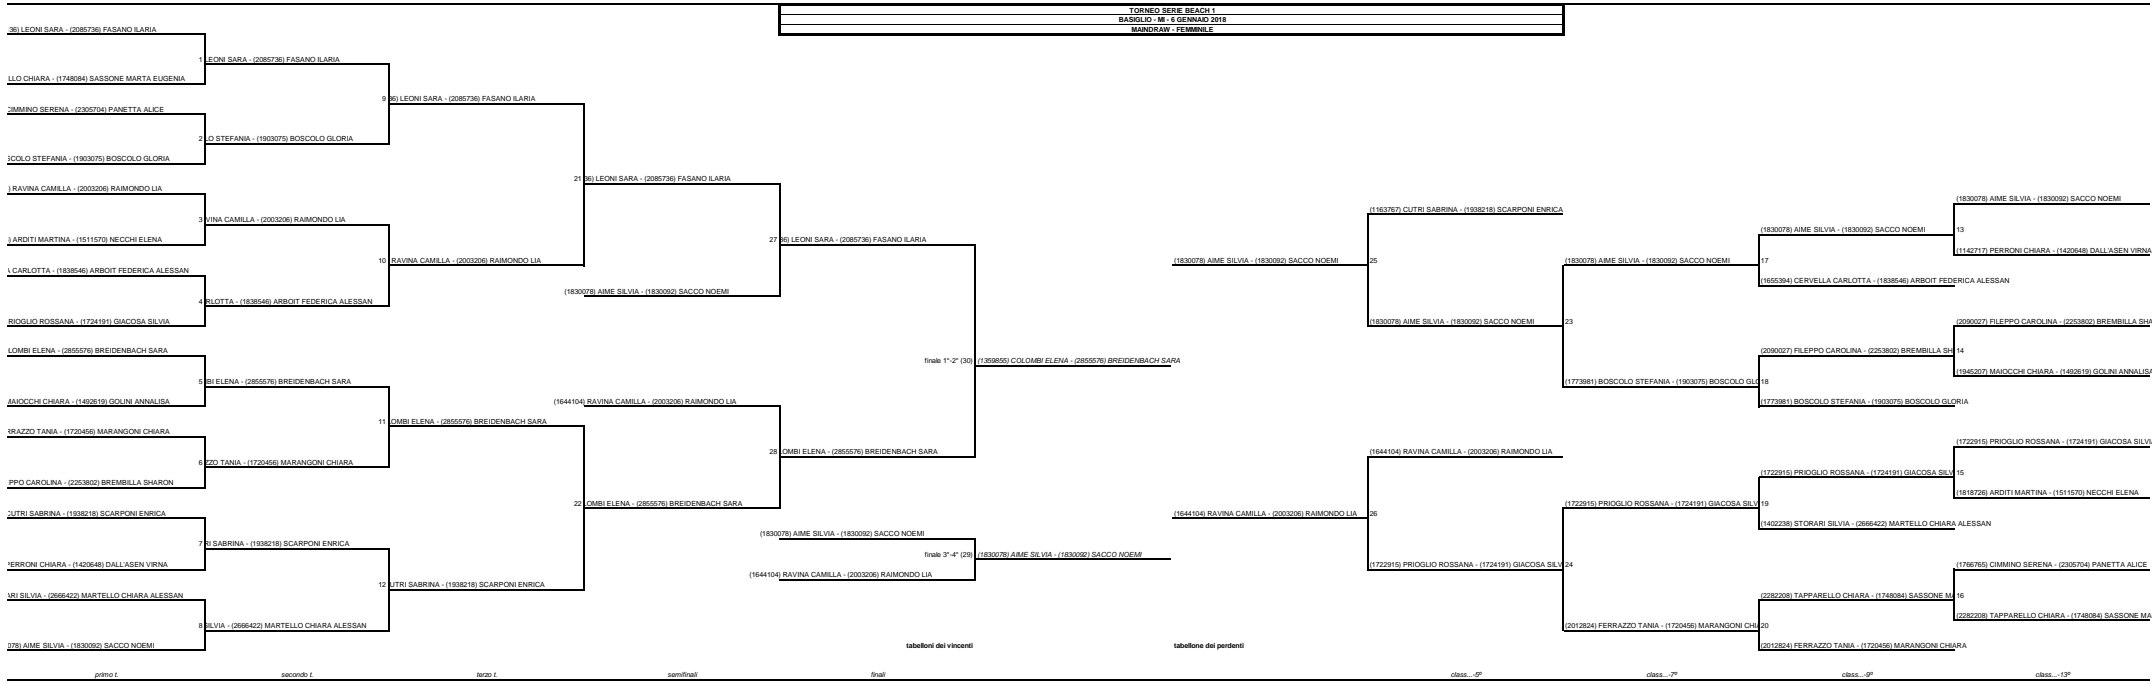 TORNEO SERIE BEACH 1
BASIGLIO - MI - 6 GENNAIO 2018
MAINDRAW - FEMMINILE
36) LEONI SARA - (2085736) FASANO ILARIA
LLO CHIARA - (1748084) SASSONE MARTA EUGENIA
CIMMINO SERENA - (2305704) PANETTA ALICE
SCOLO STEFANIA - (1903075) BOSCOLO GLORIA
) RAVINA CAMILLA - (2003206) RAIMONDO LIA
) ARDITI MARTINA - (1511570) NECCHI ELENA
A CARLOTTA - (1838546) ARBOIT FEDERICA ALESSAN
RIOGLIO ROSSANA - (1724191) GIACOSA SILVIA
LOMBI ELENA - (2855576) BREIDENBACH SARA
MAIOCCHI CHIARA - (1492619) GOLINI ANNALISA
RRAZZO TANIA - (1720456) MARANGONI CHIARA
PPO CAROLINA - (2253802) BREMBILLA SHARON
CUTRI SABRINA - (1938218) SCARPONI ENRICA
PERRONI CHIARA - (1420648) DALL'ASEN VIRNA
ARI SILVIA - (2666422) MARTELLO CHIARA ALESSAN
078) AIME SILVIA - (1830092) SACCO NOEMI
primo t.
1 LEONI SARA - (2085736) FASANO ILARIA
2 LO STEFANIA - (1903075) BOSCOLO GLORIA
3 VINA CAMILLA - (2003206) RAIMONDO LIA
4 RLOTTA - (1838546) ARBOIT FEDERICA ALESSAN
5 BI ELENA - (2855576) BREIDENBACH SARA
6 ZZO TANIA - (1720456) MARANGONI CHIARA
7 RI SABRINA - (1938218) SCARPONI ENRICA
8 SILVIA - (2666422) MARTELLO CHIARA ALESSAN
secondo t.
9 36) LEONI SARA - (2085736) FASANO ILARIA
10 RAVINA CAMILLA - (2003206) RAIMONDO LIA
11 OMBI ELENA - (2855576) BREIDENBACH SARA
12 UTRI SABRINA - (1938218) SCARPONI ENRICA
terzo t.
21 36) LEONI SARA - (2085736) FASANO ILARIA
(1830078) AIME SILVIA - (1830092) SACCO NOEMI
(1644104) RAVINA CAMILLA - (2003206) RAIMONDO LIA
22 LOMBI ELENA - (2855576) BREIDENBACH SARA
semifinali
27 36) LEONI SARA - (2085736) FASANO ILARIA
28 LOMBI ELENA - (2855576) BREIDENBACH SARA
(1830078) AIME SILVIA - (1830092) SACCO NOEMI
(1644104) RAVINA CAMILLA - (2003206) RAIMONDO LIA
finali
finale 1°-2° (30) (1359855) COLOMBI ELENA - (2855576) BREIDENBACH SARA
finale 3°-4° (29) (1830078) AIME SILVIA - (1830092) SACCO NOEMI
tabelloni dei vincenti
tabellone dei perdenti
(1830078) AIME SILVIA - (1830092) SACCO NOEMI 25
(1644104) RAVINA CAMILLA - (2003206) RAIMONDO LIA 26
(1163767) CUTRI SABRINA - (1938218) SCARPONI ENRICA
(1830078) AIME SILVIA - (1830092) SACCO NOEMI 23
(1644104) RAVINA CAMILLA - (2003206) RAIMONDO LIA
(1722915) PRIOGLIO ROSSANA - (1724191) GIACOSA SILV 24
class...-5º
(1830078) AIME SILVIA - (1830092) SACCO NOEMI 17
(1773981) BOSCOLO STEFANIA - (1903075) BOSCOLO GLO 18
(1722915) PRIOGLIO ROSSANA - (1724191) GIACOSA SILV 19
(2012824) FERRAZZO TANIA - (1720456) MARANGONI CHI 20
class...-7º
(1830078) AIME SILVIA - (1830092) SACCO NOEMI 13
(1655394) CERVELLA CARLOTTA - (1838546) ARBOIT FEDERICA ALESSAN
(2090027) FILEPPO CAROLINA - (2253802) BREMBILLA SH 14
(1773981) BOSCOLO STEFANIA - (1903075) BOSCOLO GLORIA
(1722915) PRIOGLIO ROSSANA - (1724191) GIACOSA SILV 15
(1402238) STORARI SILVIA - (2666422) MARTELLO CHIARA ALESSAN
(2282208) TAPPARELLO CHIARA - (1748084) SASSONE MA 16
(2012824) FERRAZZO TANIA - (1720456) MARANGONI CHIARA
class...-9º
(1830078) AIME SILVIA - (1830092) SACCO NOEMI
(1142717) PERRONI CHIARA - (1420648) DALL'ASEN VIRNA
(2090027) FILEPPO CAROLINA - (2253802) BREMBILLA SHA
(1945207) MAIOCCHI CHIARA - (1492619) GOLINI ANNALISA
(1722915) PRIOGLIO ROSSANA - (1724191) GIACOSA SILVI
(1818726) ARDITI MARTINA - (1511570) NECCHI ELENA
(1766765) CIMMINO SERENA - (2305704) PANETTA ALICE
(2282208) TAPPARELLO CHIARA - (1748084) SASSONE MA
class...-13º